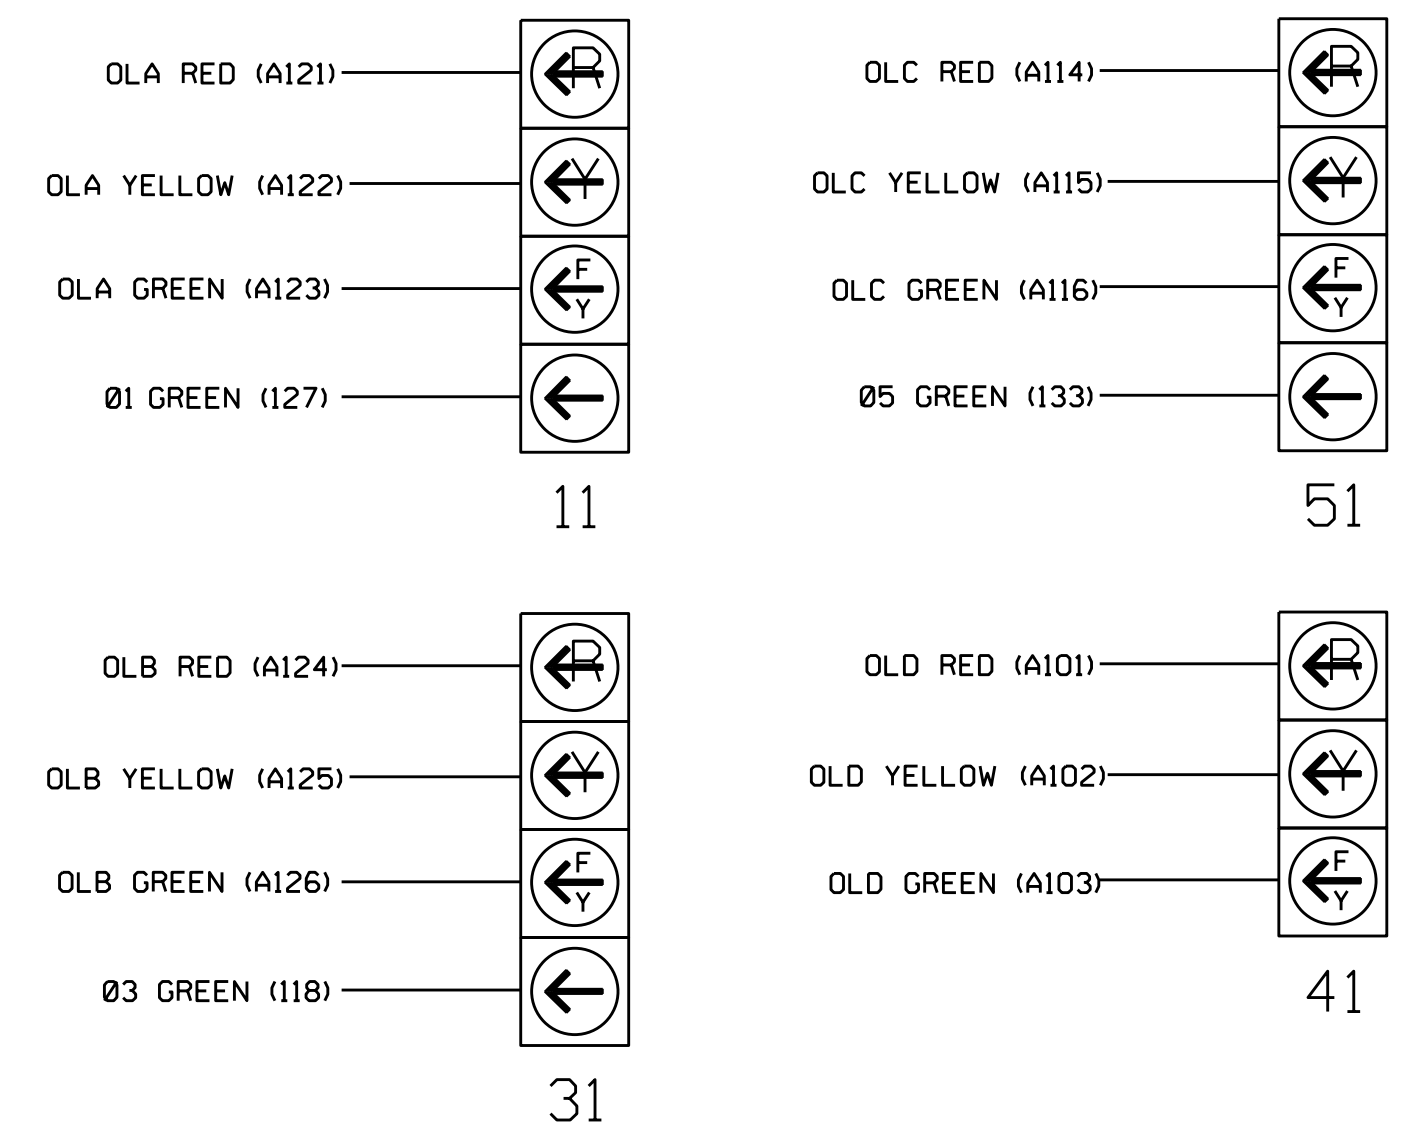 OLA RED (A121)
R
OLA YELLOW (A122)
Y
OLA GREEN (A123)
F
Y
Ø1 GREEN (127)
11
OLC RED (A114)
R
OLC YELLOW (A115)
Y
OLC GREEN (A116)
F
Y
Ø5 GREEN (133)
51
OLB RED (A124)
R
OLB YELLOW (A125)
Y
OLB GREEN (A126)
F
Y
Ø3 GREEN (118)
31
OLD RED (A101)
R
OLD YELLOW (A102)
Y
OLD GREEN (A103)
F
Y
41